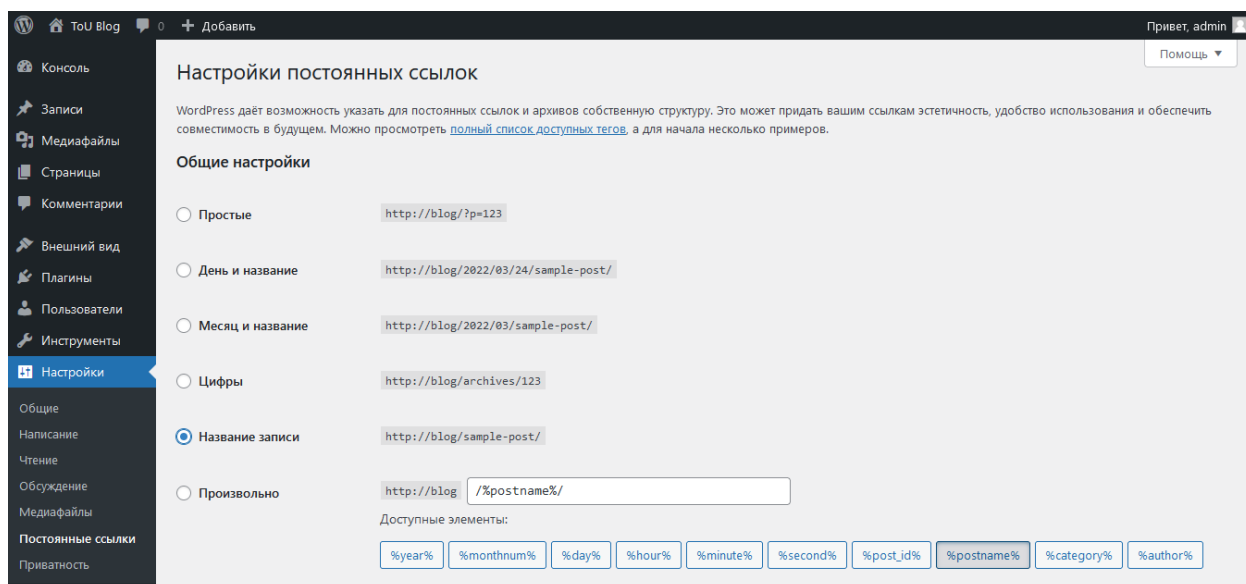 ToU Blog 0 + Добавить Привет, admin
Помощь ▼
Консоль
Записи
Медиафайлы
Страницы
Комментарии
Внешний вид
Плагины
Пользователи
Инструменты
Настройки
Общие
Написание
Чтение
Обсуждение
Медиафайлы
Постоянные ссылки
Приватность
Настройки постоянных ссылок
WordPress даёт возможность указать для постоянных ссылок и архивов собственную структуру. Это может придать вашим ссылкам эстетичность, удобство использования и обеспечить
совместимость в будущем. Можно просмотреть полный список доступных тегов, а для начала несколько примеров.
Общие настройки
Простые http://blog/?p=123
День и название http://blog/2022/03/24/sample-post/
Месяц и название http://blog/2022/03/sample-post/
Цифры http://blog/archives/123
Название записи http://blog/sample-post/
Произвольно http://blog /%postname%/
Доступные элементы:
%year% %monthnum% %day% %hour% %minute% %second% %post_id% %postname% %category% %author%